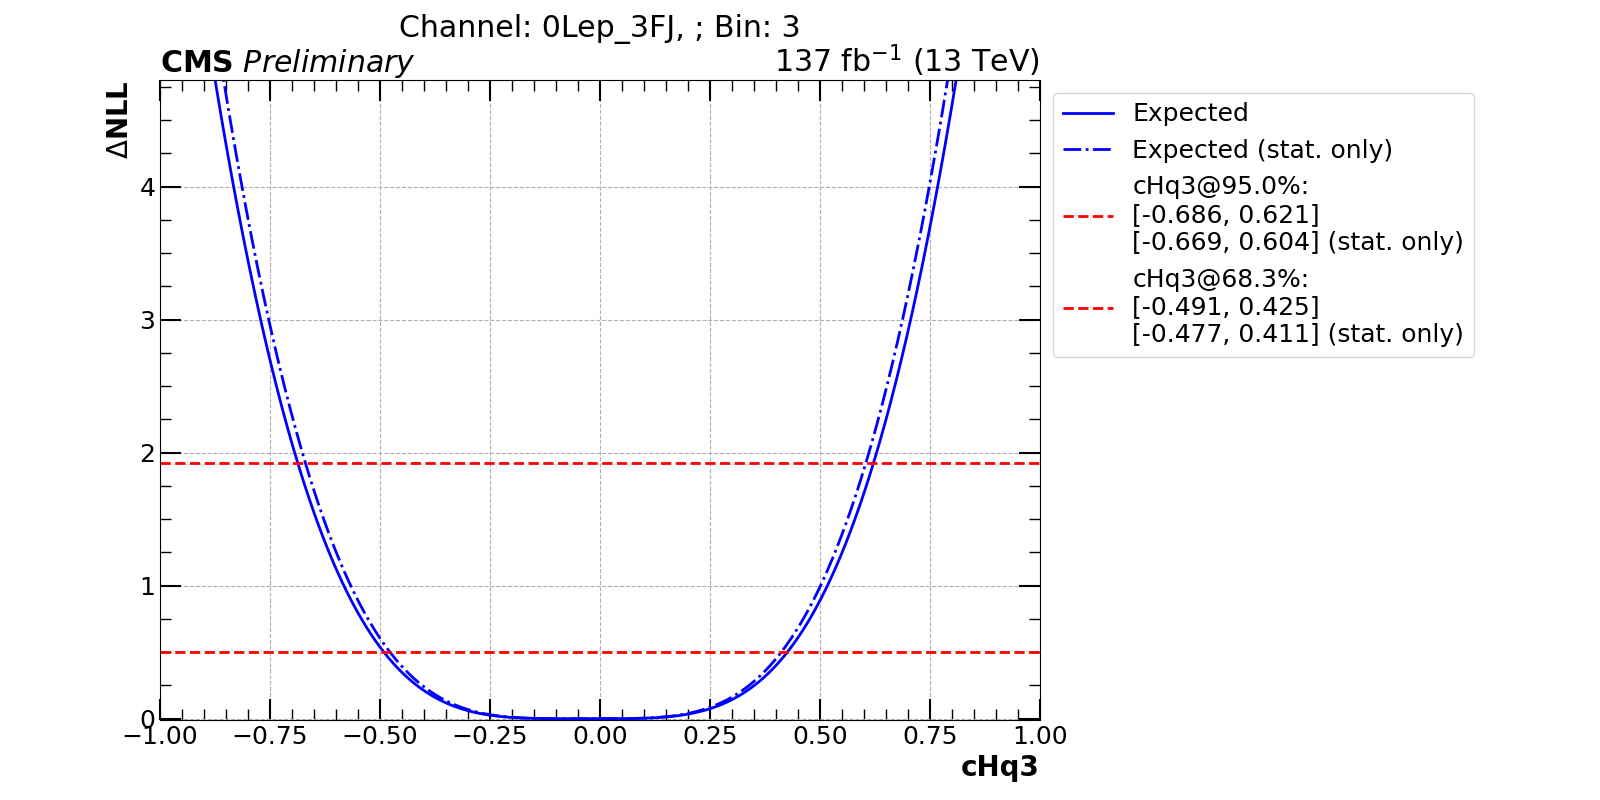 Channel: 0Lep_3FJ, ; Bin: 3
CMS Preliminary 137 fb⁻¹ (13 TeV)
ΔNLL
4
3
2
1
0
−1.00 −0.75 −0.50 −0.25 0.00 0.25 0.50 0.75 1.00
cHq3
Expected
Expected (stat. only)
cHq3@95.0%:
[-0.686, 0.621]
[-0.669, 0.604] (stat. only)
cHq3@68.3%:
[-0.491, 0.425]
[-0.477, 0.411] (stat. only)